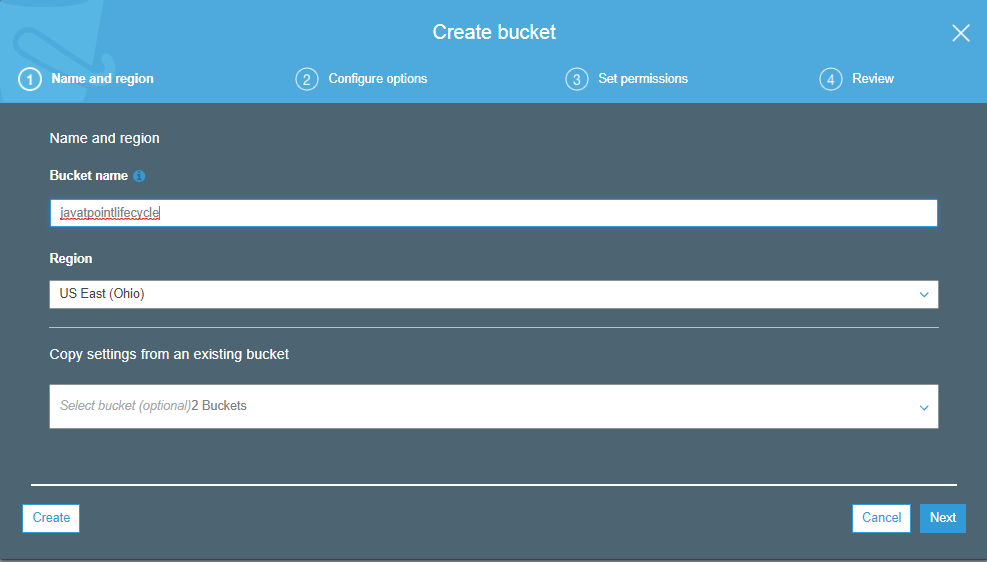 Create bucket
1 Name and region 2 Configure options 3 Set permissions 4 Review
Name and region
Bucket name
javatpointlifecycle
Region
US East (Ohio)
Copy settings from an existing bucket
Select bucket (optional)2 Buckets
Create Cancel Next